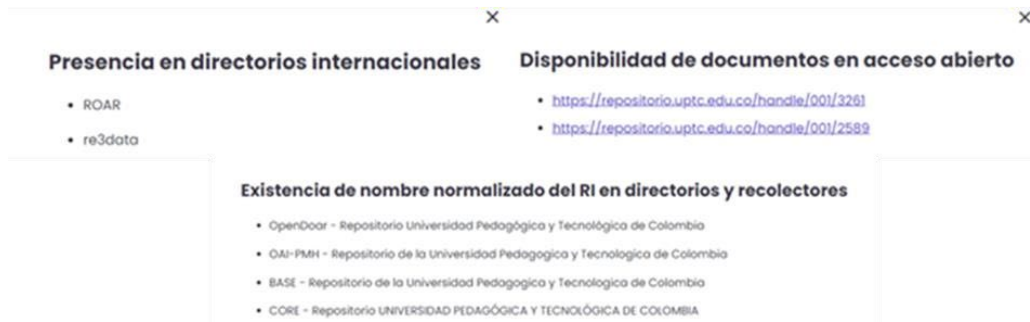 ×
Presencia en directorios internacionales
• ROAR
• re3data
×
Disponibilidad de documentos en acceso abierto
• https://repositorio.uptc.edu.co/handle/001/3261
• https://repositorio.uptc.edu.co/handle/001/2589
Existencia de nombre normalizado del RI en directorios y recolectores
• OpenDoar - Repositorio Universidad Pedagógica y Tecnológica de Colombia
• OAI-PMH - Repositorio de la Universidad Pedagogica y Tecnologica de Colombia
• BASE - Repositorio de la Universidad Pedagogica y Tecnologica de Colombia
• CORE - Repositorio UNIVERSIDAD PEDAGÓGICA Y TECNOLÓGICA DE COLOMBIA